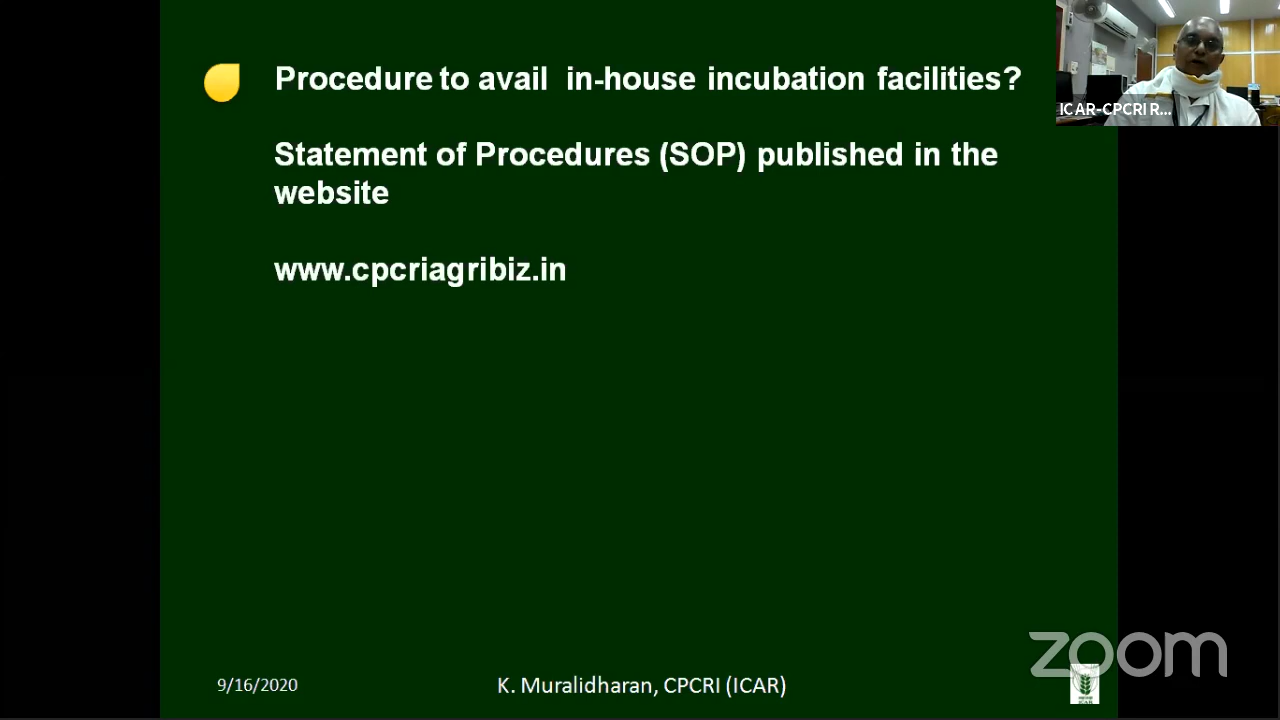 Procedure to avail in-house incubation facilities?
ICAR-CPCRI R...
Statement of Procedures (SOP) published in the
website
www.cpcriagribiz.in
zoom
9/16/2020
K. Muralidharan, CPCRI (ICAR)
ICAR